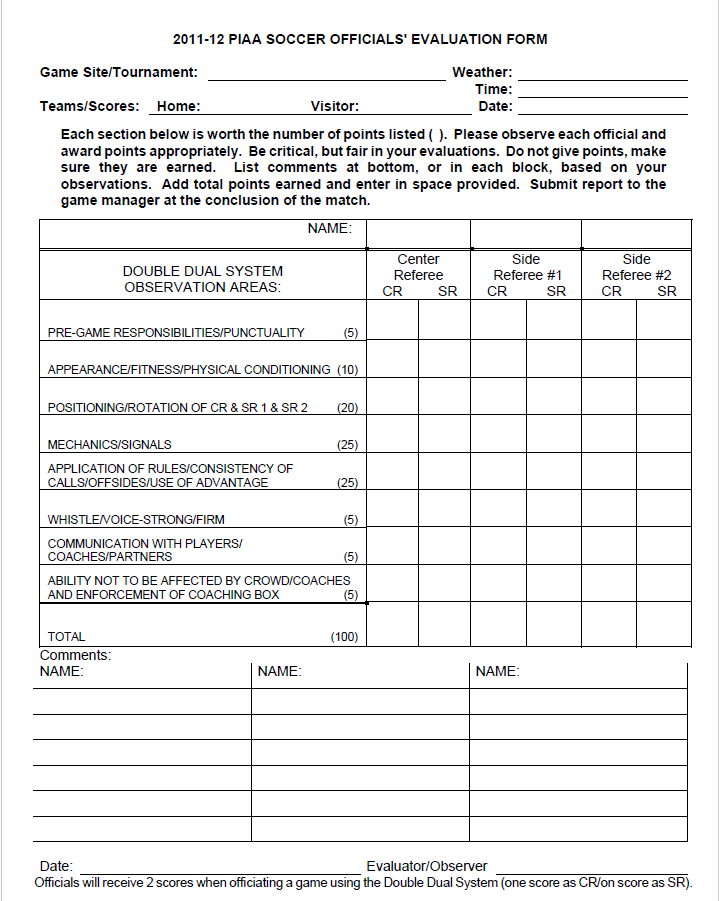 2011-12 PIAA SOCCER OFFICIALS' EVALUATION FORM
Game Site/Tournament: Weather:
Time:
Teams/Scores: Home: Visitor: Date:
Each section below is worth the number of points listed ( ). Please observe each official and
award points appropriately. Be critical, but fair in your evaluations. Do not give points, make
sure they are earned. List comments at bottom, or in each block, based on your
observations. Add total points earned and enter in space provided. Submit report to the
game manager at the conclusion of the match.
NAME:
DOUBLE DUAL SYSTEM
OBSERVATION AREAS:
Center
Referee
CR SR
Side
Referee #1
CR SR
Side
Referee #2
CR SR
PRE-GAME RESPONSIBILITIES/PUNCTUALITY (5)
APPEARANCE/FITNESS/PHYSICAL CONDITIONING (10)
POSITIONING/ROTATION OF CR & SR 1 & SR 2 (20)
MECHANICS/SIGNALS (25)
APPLICATION OF RULES/CONSISTENCY OF
CALLS/OFFSIDES/USE OF ADVANTAGE (25)
WHISTLE/VOICE-STRONG/FIRM (5)
COMMUNICATION WITH PLAYERS/
COACHES/PARTNERS (5)
ABILITY NOT TO BE AFFECTED BY CROWD/COACHES
AND ENFORCEMENT OF COACHING BOX (5)
TOTAL (100)
Comments:
NAME: NAME: NAME:
Date: Evaluator/Observer
Officials will receive 2 scores when officiating a game using the Double Dual System (one score as CR/on score as SR).